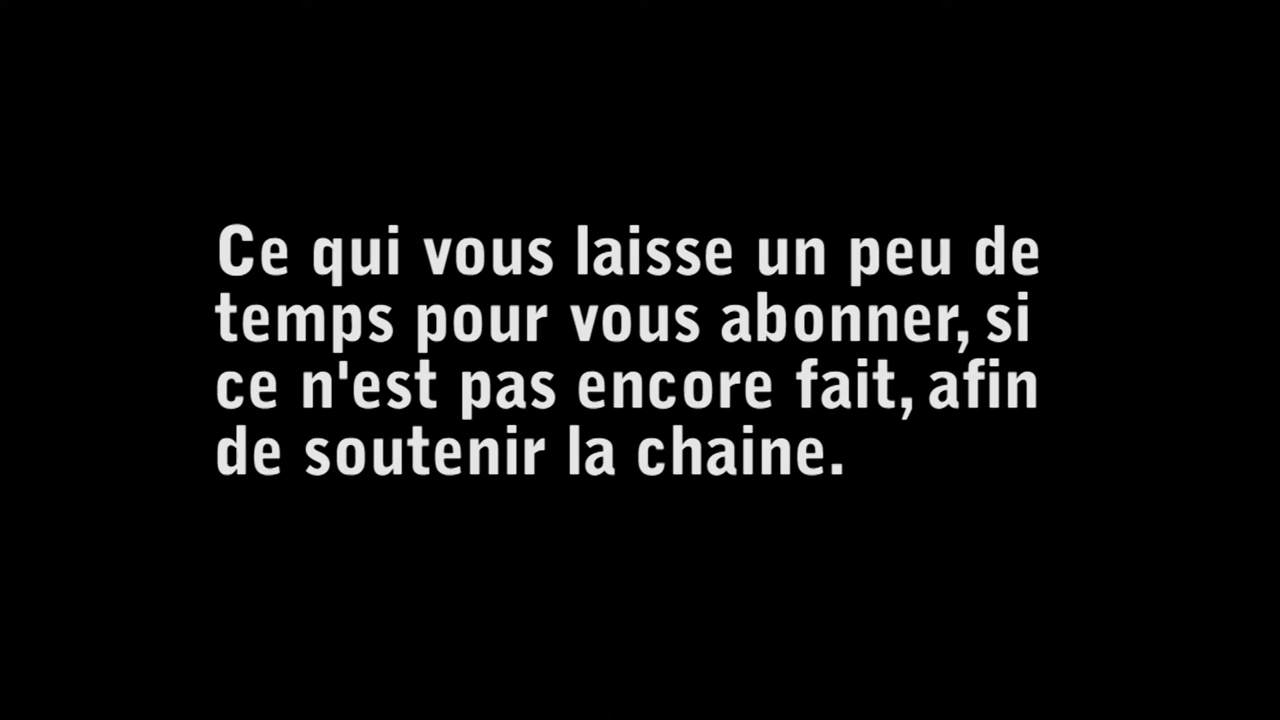 Ce qui vous laisse un peu de
temps pour vous abonner, si
ce n'est pas encore fait, afin
de soutenir la chaine.